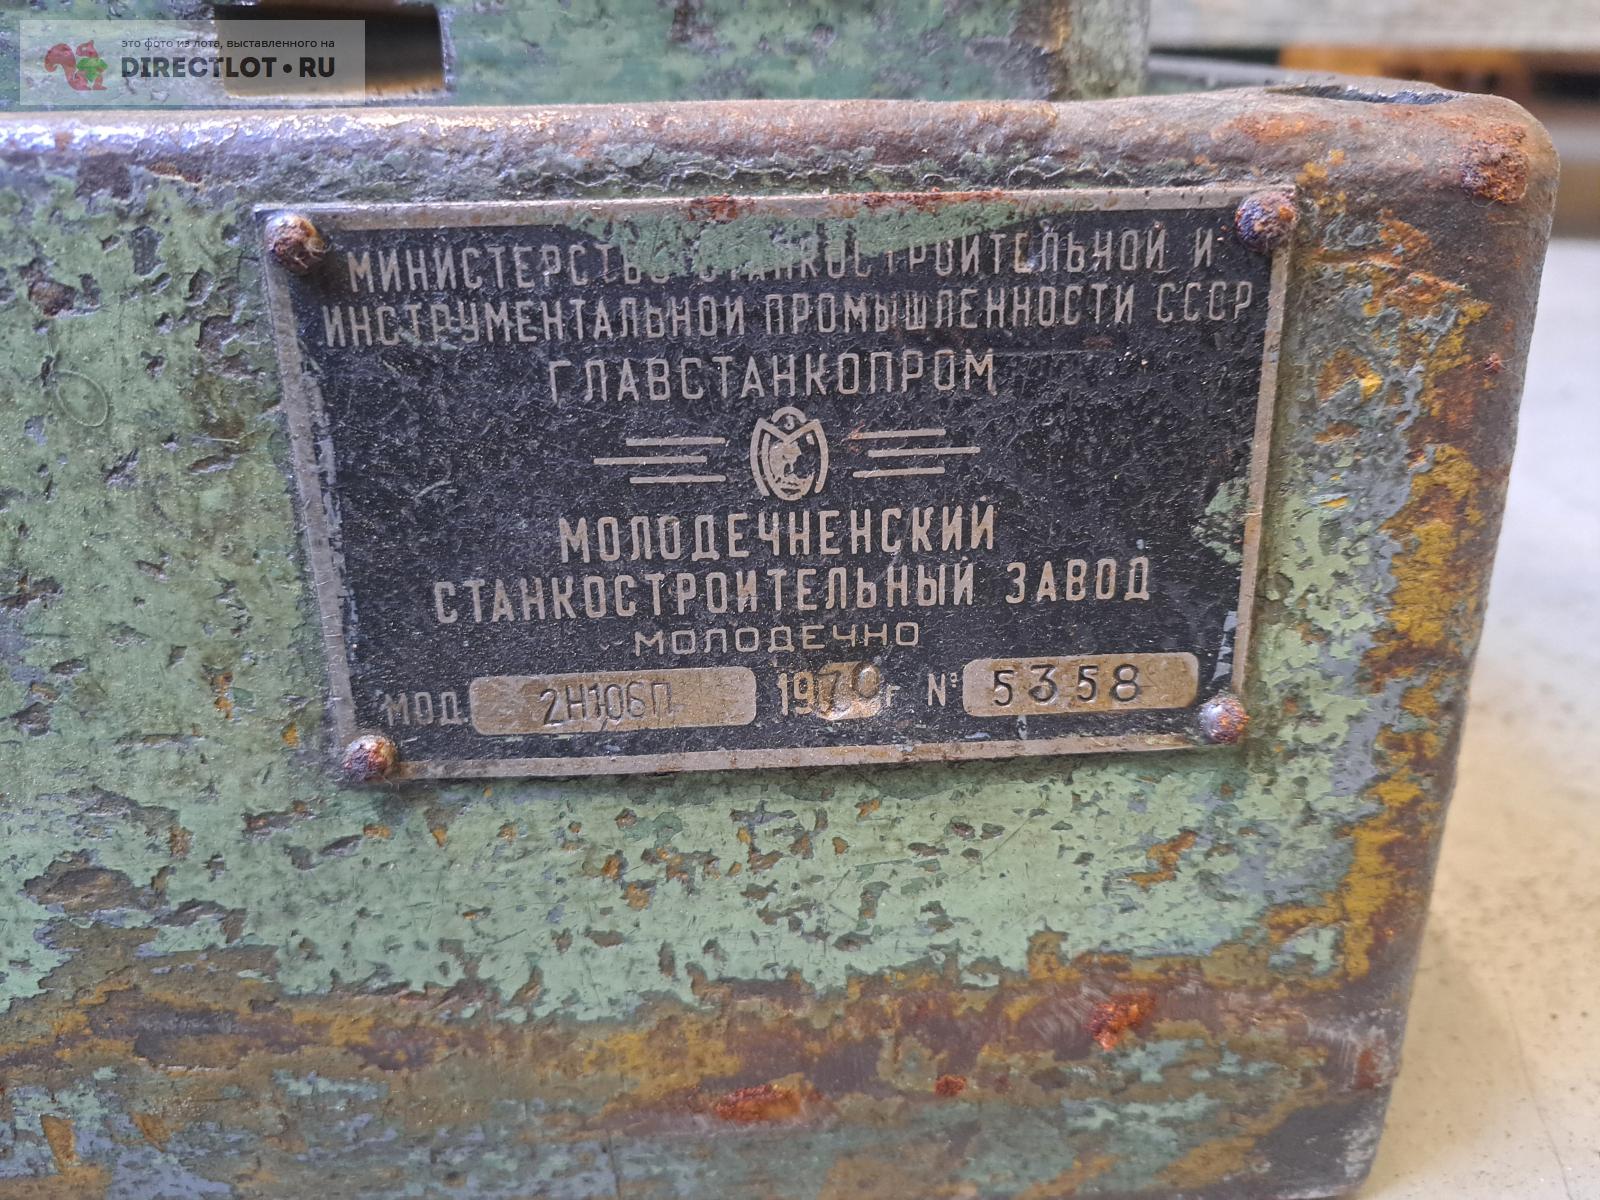 это фото из лота, выставленного на
DIRECTLOT•RU
МИНИСТЕРСТВО СТАНКОСТРОИТЕЛЬНОЙ И
ИНСТРУМЕНТАЛЬНОЙ ПРОМЫШЛЕННОСТИ СССР
ГЛАВСТАНКОПРОМ
МОЛОДЕЧНЕНСКИЙ
СТАНКОСТРОИТЕЛЬНЫЙ ЗАВОД
МОЛОДЕЧНО
МОД. 2Н106П 1970г № 5358